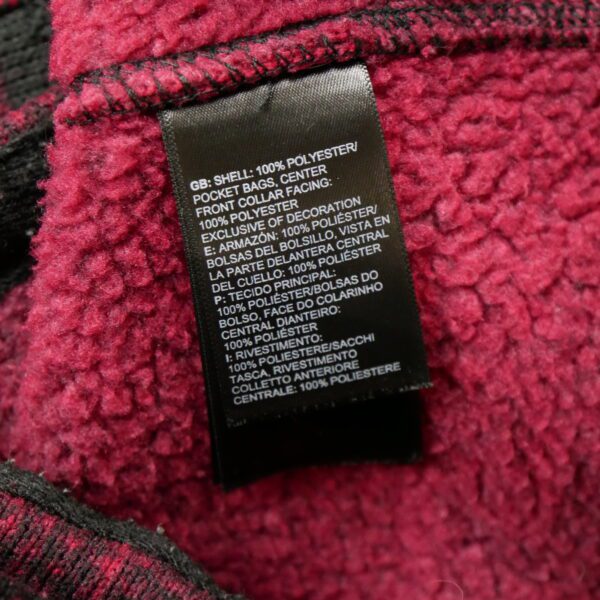 GB: SHELL: 100% POLYESTER/
POCKET BAGS, CENTER
FRONT COLLAR FACING:
100% POLYESTER
EXCLUSIVE OF DECORATION
E: ARMAZÓN: 100% POLIÉSTER/
BOLSAS DEL BOLSILLO, VISTA EN
LA PARTE DELANTERA CENTRAL
DEL CUELLO: 100% POLIÉSTER
P: TECIDO PRINCIPAL:
100% POLIÉSTER/BOLSAS DO
BOLSO, FACE DO COLARINHO
CENTRAL DIANTEIRO:
100% POLIÉSTER
I: RIVESTIMENTO:
100% POLIESTERE/SACCHI
TASCA, RIVESTIMENTO
COLLETTO ANTERIORE
CENTRALE: 100% POLIESTERE